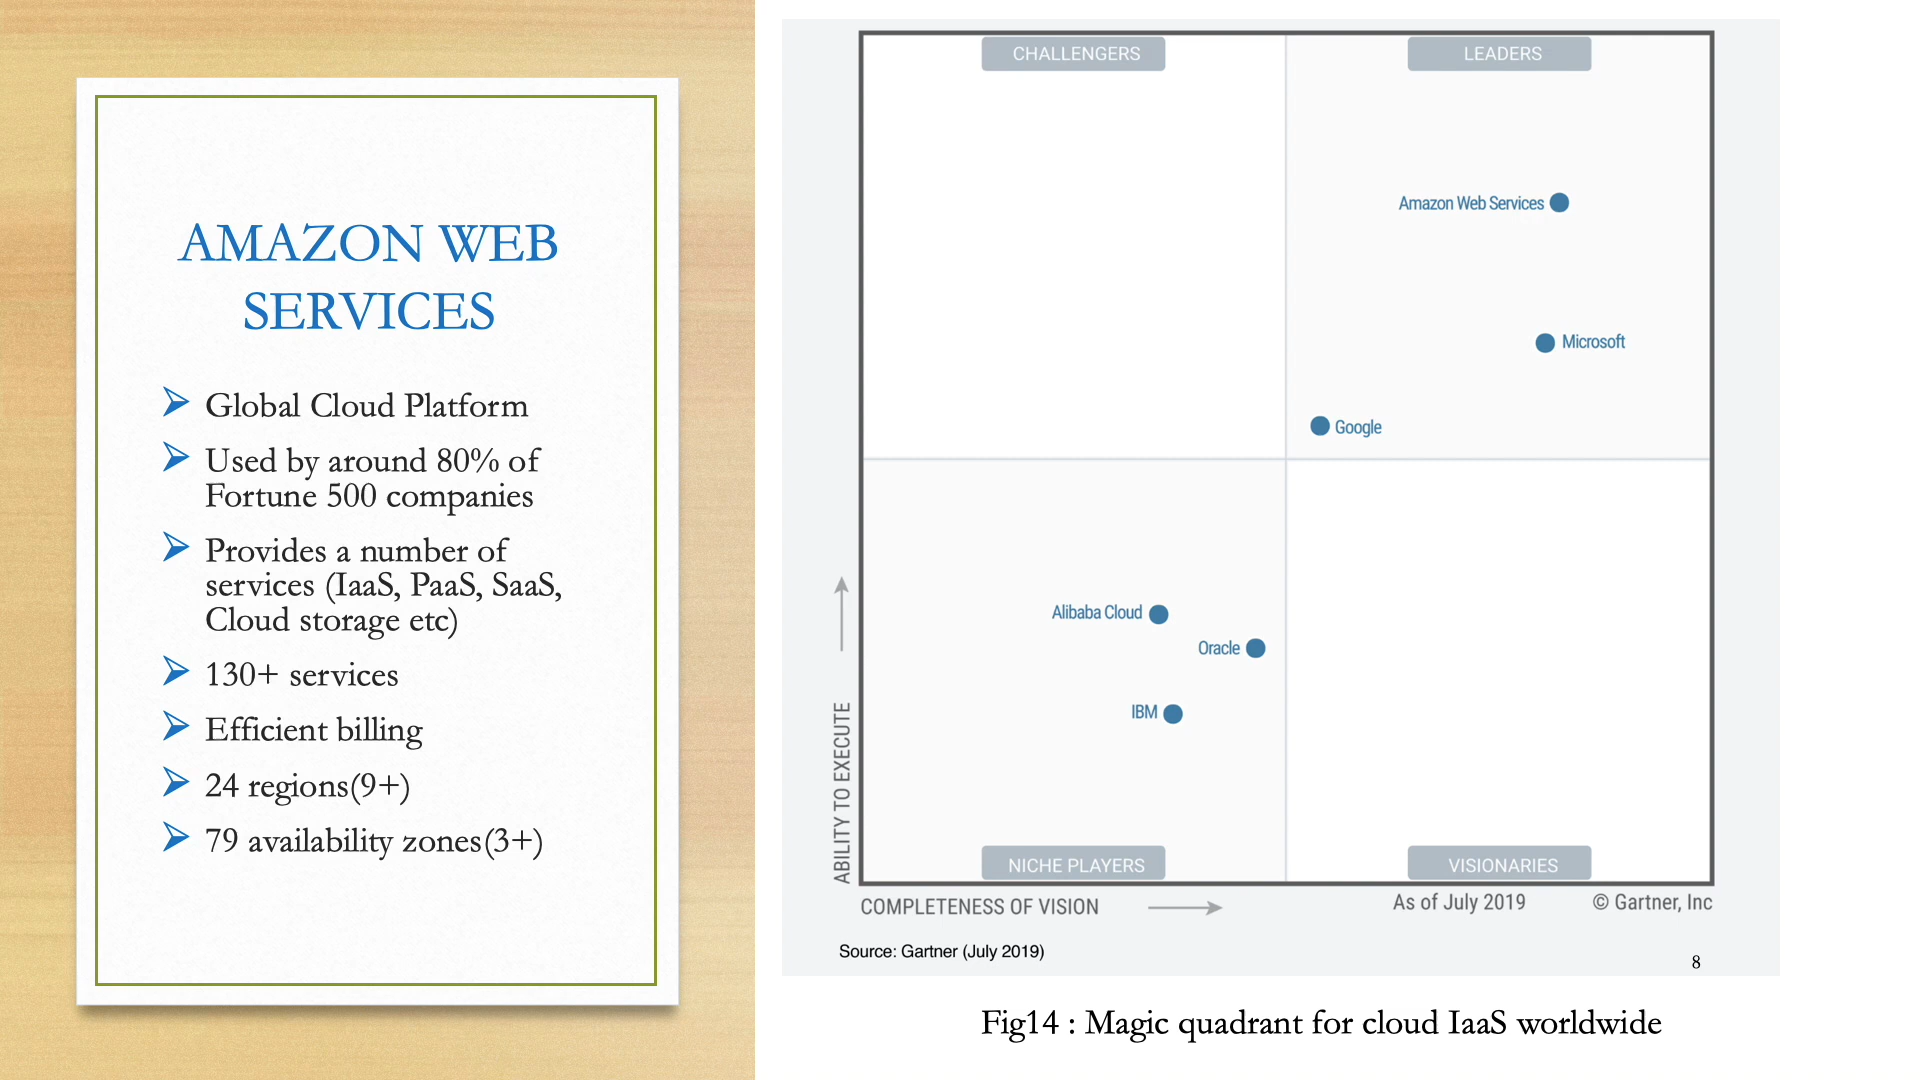 AMAZON WEB
SERVICES
Global Cloud Platform
Used by around 80% of
Fortune 500 companies
Provides a number of
services (IaaS, PaaS, SaaS,
Cloud storage etc)
130+ services
Efficient billing
24 regions(9+)
79 availability zones(3+)
CHALLENGERS
LEADERS
Amazon Web Services
Microsoft
Google
Alibaba Cloud
Oracle
IBM
NICHE PLAYERS
VISIONARIES
ABILITY TO EXECUTE
COMPLETENESS OF VISION
As of July 2019
© Gartner, Inc
Source: Gartner (July 2019)
8
Fig14 : Magic quadrant for cloud IaaS worldwide